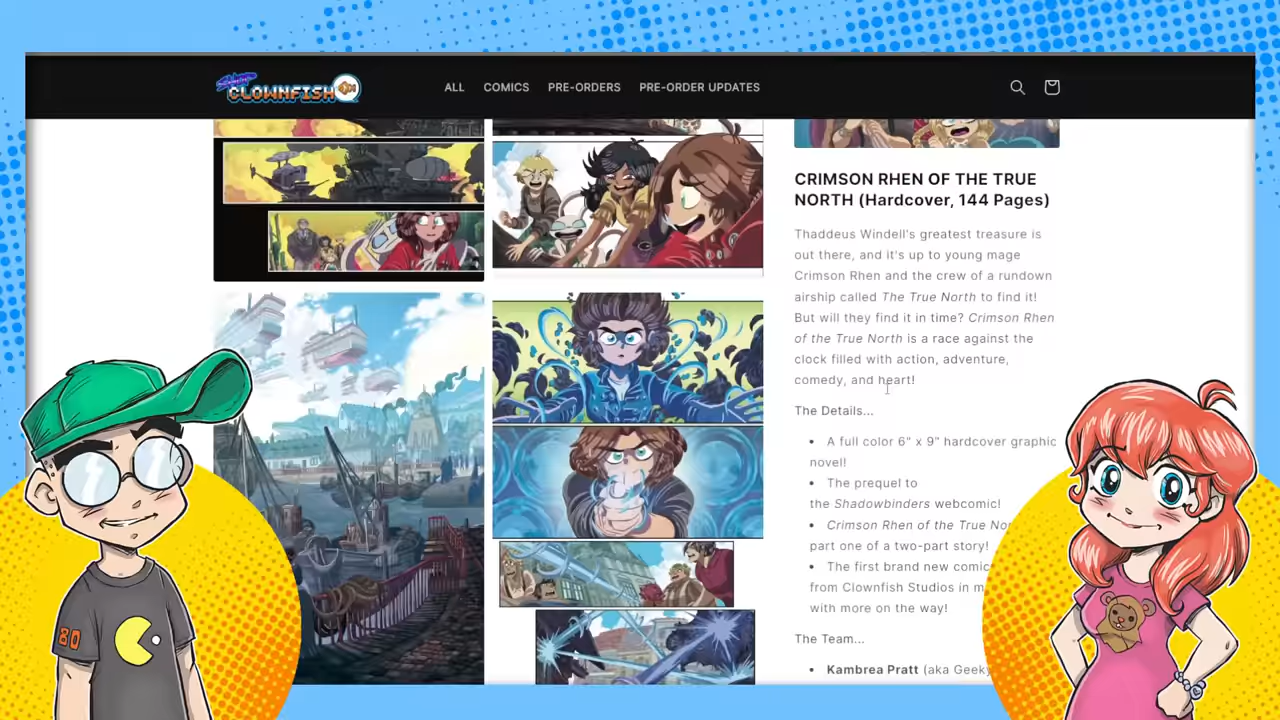 CLOWNFISH
ALL COMICS PRE-ORDERS PRE-ORDER UPDATES
CRIMSON RHEN OF THE TRUE
NORTH (Hardcover, 144 Pages)
Thaddeus Windell's greatest treasure is
out there, and it's up to young mage
Crimson Rhen and the crew of a rundown
airship called The True North to find it!
But will they find it in time? Crimson Rhen
of the True North is a race against the
clock filled with action, adventure,
comedy, and heart!
The Details...
• A full color 6" x 9" hardcover graphic
novel!
• The prequel to
the Shadowbinders webcomic!
• Crimson Rhen of the True No
part one of a two-part story!
• The first brand new comic
from Clownfish Studios in m
with more on the way!
The Team...
• Kambrea Pratt (aka Geeky
80